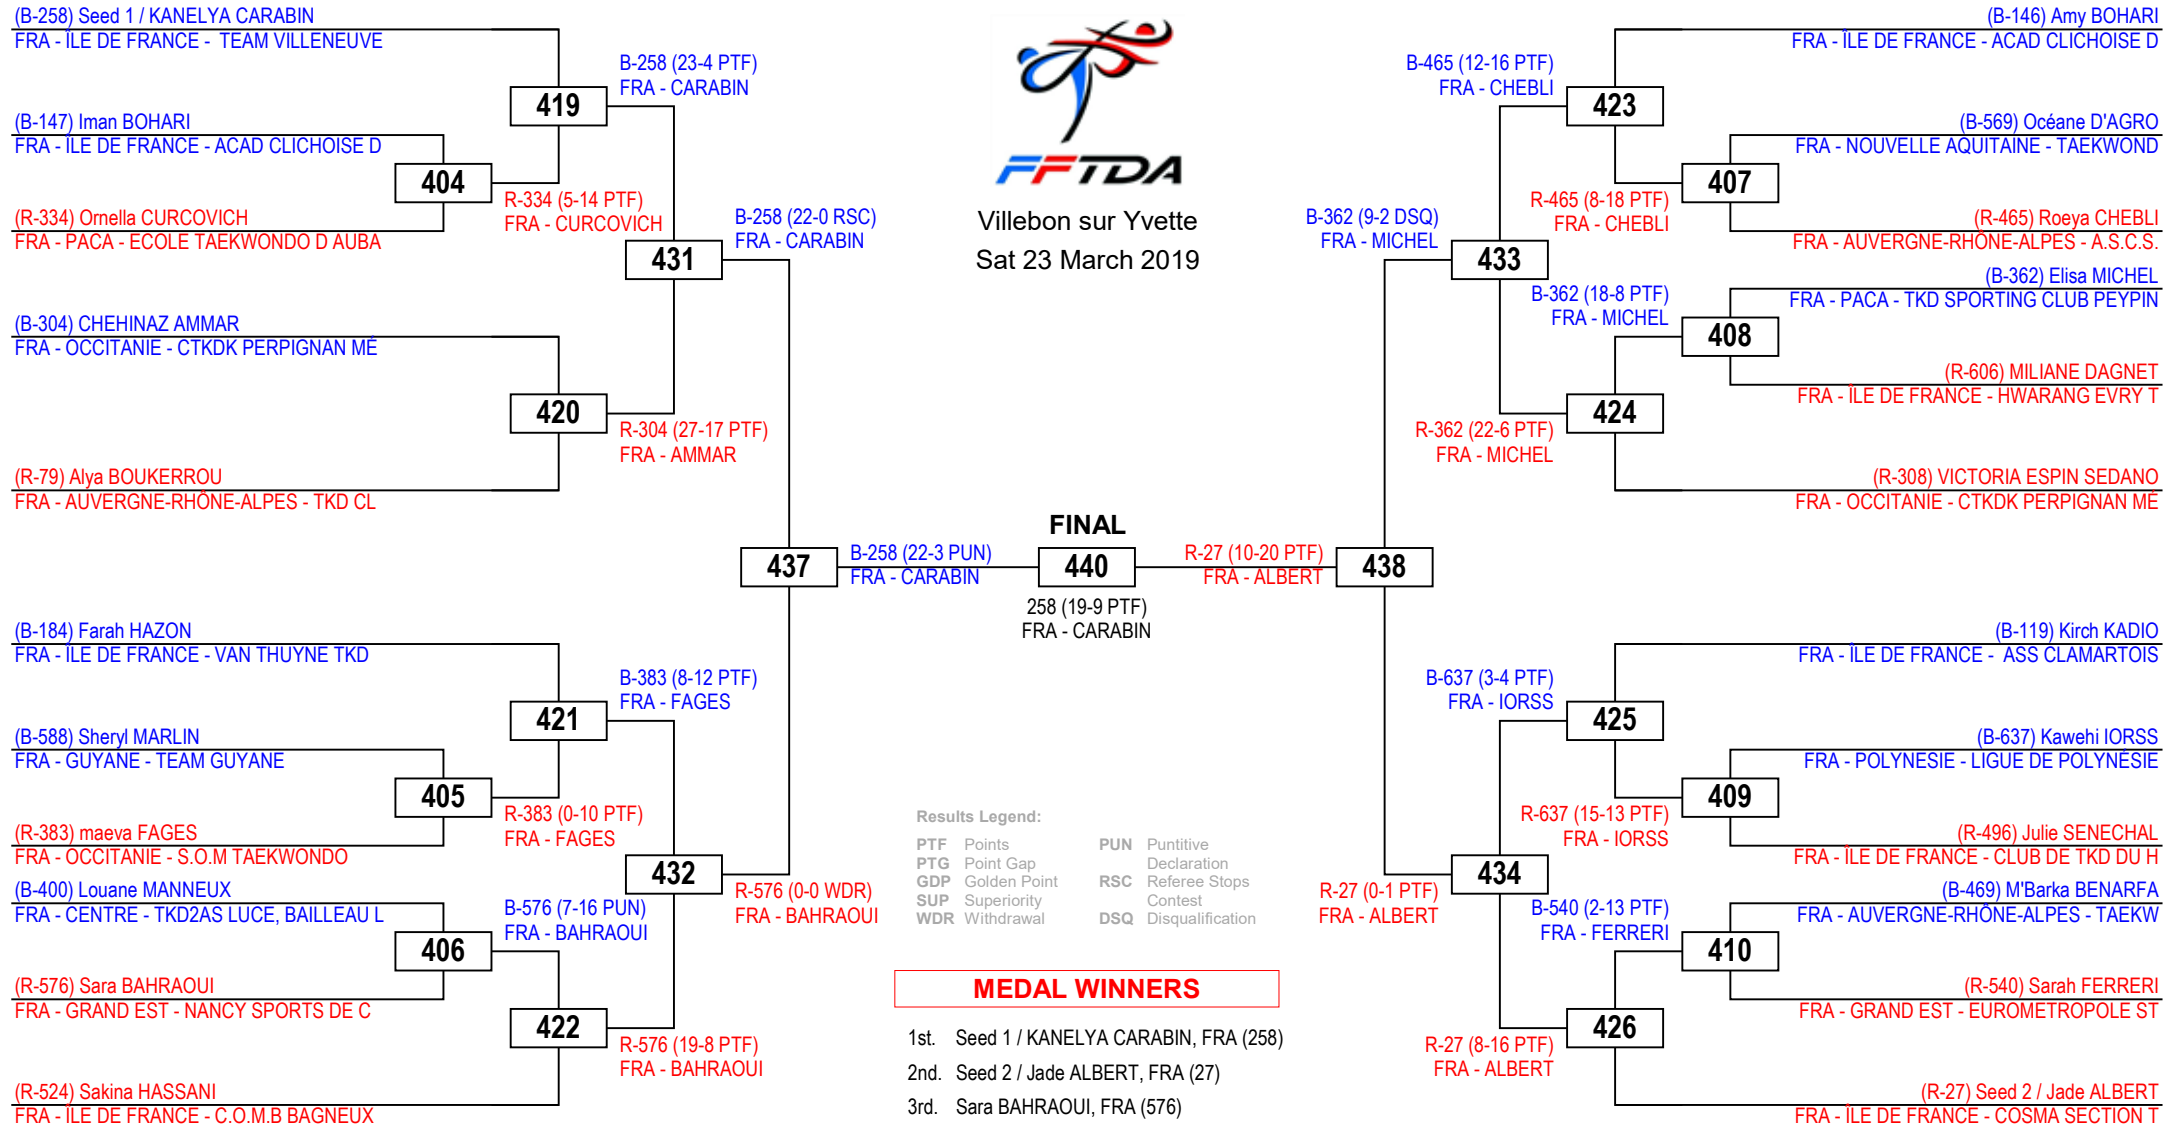 (B-258) Seed 1 / KANELYA CARABIN
FRA - ÎLE DE FRANCE - TEAM VILLENEUVE
B-258 (23-4 PTF)
FRA - CARABIN
419
(B-147) Iman BOHARI
FRA - ÎLE DE FRANCE - ACAD CLICHOISE D
404
(R-334) Ornella CURCOVICH
FRA - PACA - ECOLE TAEKWONDO D AUBA
R-334 (5-14 PTF)
FRA - CURCOVICH
B-258 (22-0 RSC)
FRA - CARABIN
431
(B-304) CHEHINAZ AMMAR
FRA - OCCITANIE - CTKDK PERPIGNAN MÉ
420
R-304 (27-17 PTF)
FRA - AMMAR
(R-79) Alya BOUKERROU
FRA - AUVERGNE-RHÔNE-ALPES - TKD CL
437
B-258 (22-3 PUN)
FRA - CARABIN
(B-184) Farah HAZON
FRA - ÎLE DE FRANCE - VAN THUYNE TKD
B-383 (8-12 PTF)
FRA - FAGES
421
(B-588) Sheryl MARLIN
FRA - GUYANE - TEAM GUYANE
405
R-383 (0-10 PTF)
FRA - FAGES
(R-383) maeva FAGES
FRA - OCCITANIE - S.O.M TAEKWONDO
432
R-576 (0-0 WDR)
FRA - BAHRAOUI
(B-400) Louane MANNEUX
FRA - CENTRE - TKD2AS LUCE, BAILLEAU L
B-576 (7-16 PUN)
FRA - BAHRAOUI
406
(R-576) Sara BAHRAOUI
FRA - GRAND EST - NANCY SPORTS DE C
422
R-576 (19-8 PTF)
FRA - BAHRAOUI
(R-524) Sakina HASSANI
FRA - ÎLE DE FRANCE - C.O.M.B BAGNEUX
FFTDA
Villebon sur Yvette
Sat 23 March 2019
FINAL
440
258 (19-9 PTF)
FRA - CARABIN
Results Legend:
PTF Points
PTG Point Gap
GDP Golden Point
SUP Superiority
WDR Withdrawal
PUN Puntitive
Declaration
RSC Referee Stops
Contest
DSQ Disqualification
MEDAL WINNERS
1st. Seed 1 / KANELYA CARABIN, FRA (258)
2nd. Seed 2 / Jade ALBERT, FRA (27)
3rd. Sara BAHRAOUI, FRA (576)
(B-146) Amy BOHARI
FRA - ÎLE DE FRANCE - ACAD CLICHOISE D
B-465 (12-16 PTF)
FRA - CHEBLI
423
(B-569) Océane D'AGRO
FRA - NOUVELLE AQUITAINE - TAEKWOND
407
R-465 (8-18 PTF)
FRA - CHEBLI
(R-465) Roeya CHEBLI
FRA - AUVERGNE-RHÔNE-ALPES - A.S.C.S.
B-362 (9-2 DSQ)
FRA - MICHEL
433
(B-362) Elisa MICHEL
FRA - PACA - TKD SPORTING CLUB PEYPIN
B-362 (18-8 PTF)
FRA - MICHEL
408
(R-606) MILIANE DAGNET
FRA - ÎLE DE FRANCE - HWARANG EVRY T
424
R-362 (22-6 PTF)
FRA - MICHEL
(R-308) VICTORIA ESPIN SEDANO
FRA - OCCITANIE - CTKDK PERPIGNAN MÉ
R-27 (10-20 PTF)
FRA - ALBERT
438
(B-119) Kirch KADIO
FRA - ÎLE DE FRANCE - ASS CLAMARTOIS
B-637 (3-4 PTF)
FRA - IORSS
425
(B-637) Kawehi IORSS
FRA - POLYNESIE - LIGUE DE POLYNÉSIE
409
R-637 (15-13 PTF)
FRA - IORSS
(R-496) Julie SENECHAL
FRA - ÎLE DE FRANCE - CLUB DE TKD DU H
434
R-27 (0-1 PTF)
FRA - ALBERT
(B-469) M'Barka BENARFA
FRA - AUVERGNE-RHÔNE-ALPES - TAEKW
B-540 (2-13 PTF)
FRA - FERRERI
410
(R-540) Sarah FERRERI
FRA - GRAND EST - EUROMETROPOLE ST
426
R-27 (8-16 PTF)
FRA - ALBERT
(R-27) Seed 2 / Jade ALBERT
FRA - ÎLE DE FRANCE - COSMA SECTION T